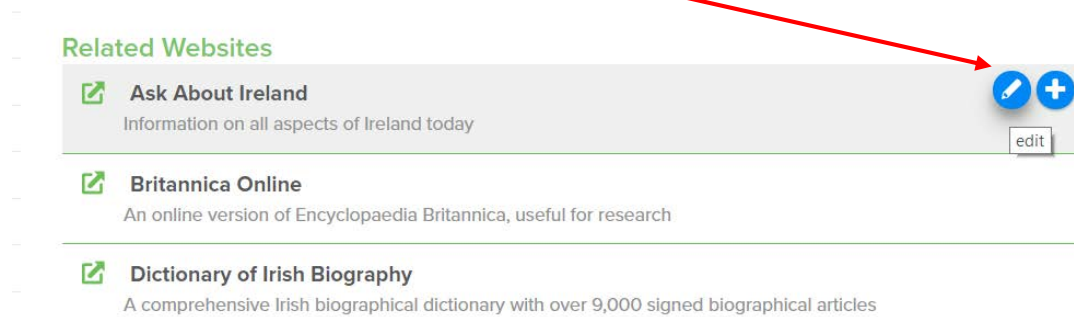 Related Websites
Ask About Ireland
Information on all aspects of Ireland today
edit
Britannica Online
An online version of Encyclopaedia Britannica, useful for research
Dictionary of Irish Biography
A comprehensive Irish biographical dictionary with over 9,000 signed biographical articles